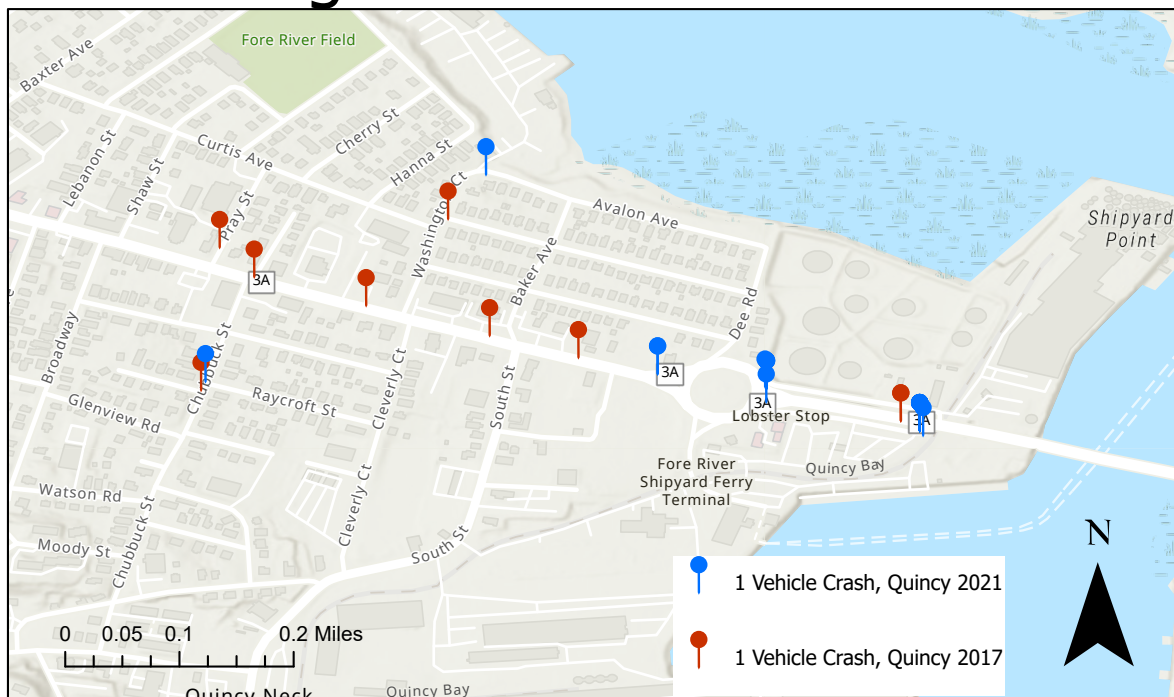 g
Fore River Field
Baxter Ave
Cherry St
Curtis Ave
Lebanon St
Shaw St
Hanna St
Washington Ct
Pray St
Avalon Ave
Shipyard
Point
Baker Ave
3A
Dee Rd
Broadway
Chubbuck St
Cleverly Ct
South St
3A
3A
Lobster Stop
3A
Raycroft St
Glenview Rd
Fore River
Shipyard Ferry
Terminal
Quincy Bay
Watson Rd
Chubbuck St
Cleverly Ct
South St
Moody St
N
1 Vehicle Crash, Quincy 2021
1 Vehicle Crash, Quincy 2017
0 0.05 0.1 0.2 Miles
Quincy Neck
Quincy Bay